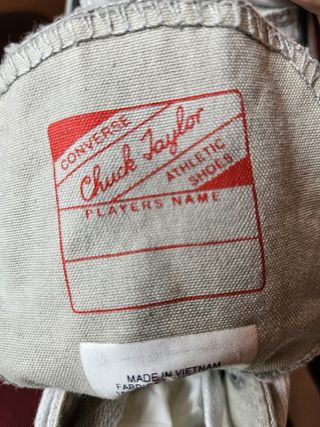 CONVERSE
Chuck Taylor
ATHLETIC
SHOES
PLAYERS NAME
MADE IN VIETNAM